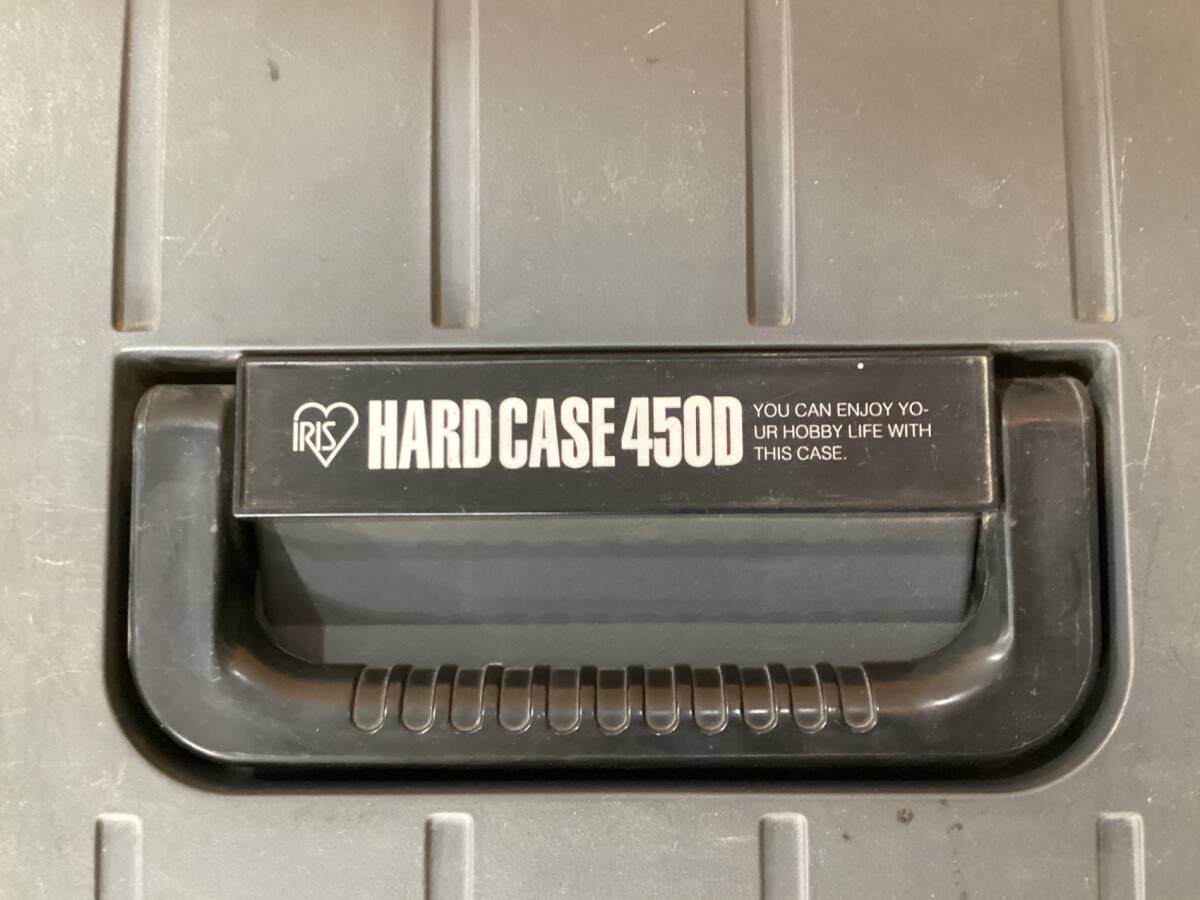 IRIS HARD CASE 450D
YOU CAN ENJOY YO-
UR HOBBY LIFE WITH
THIS CASE.